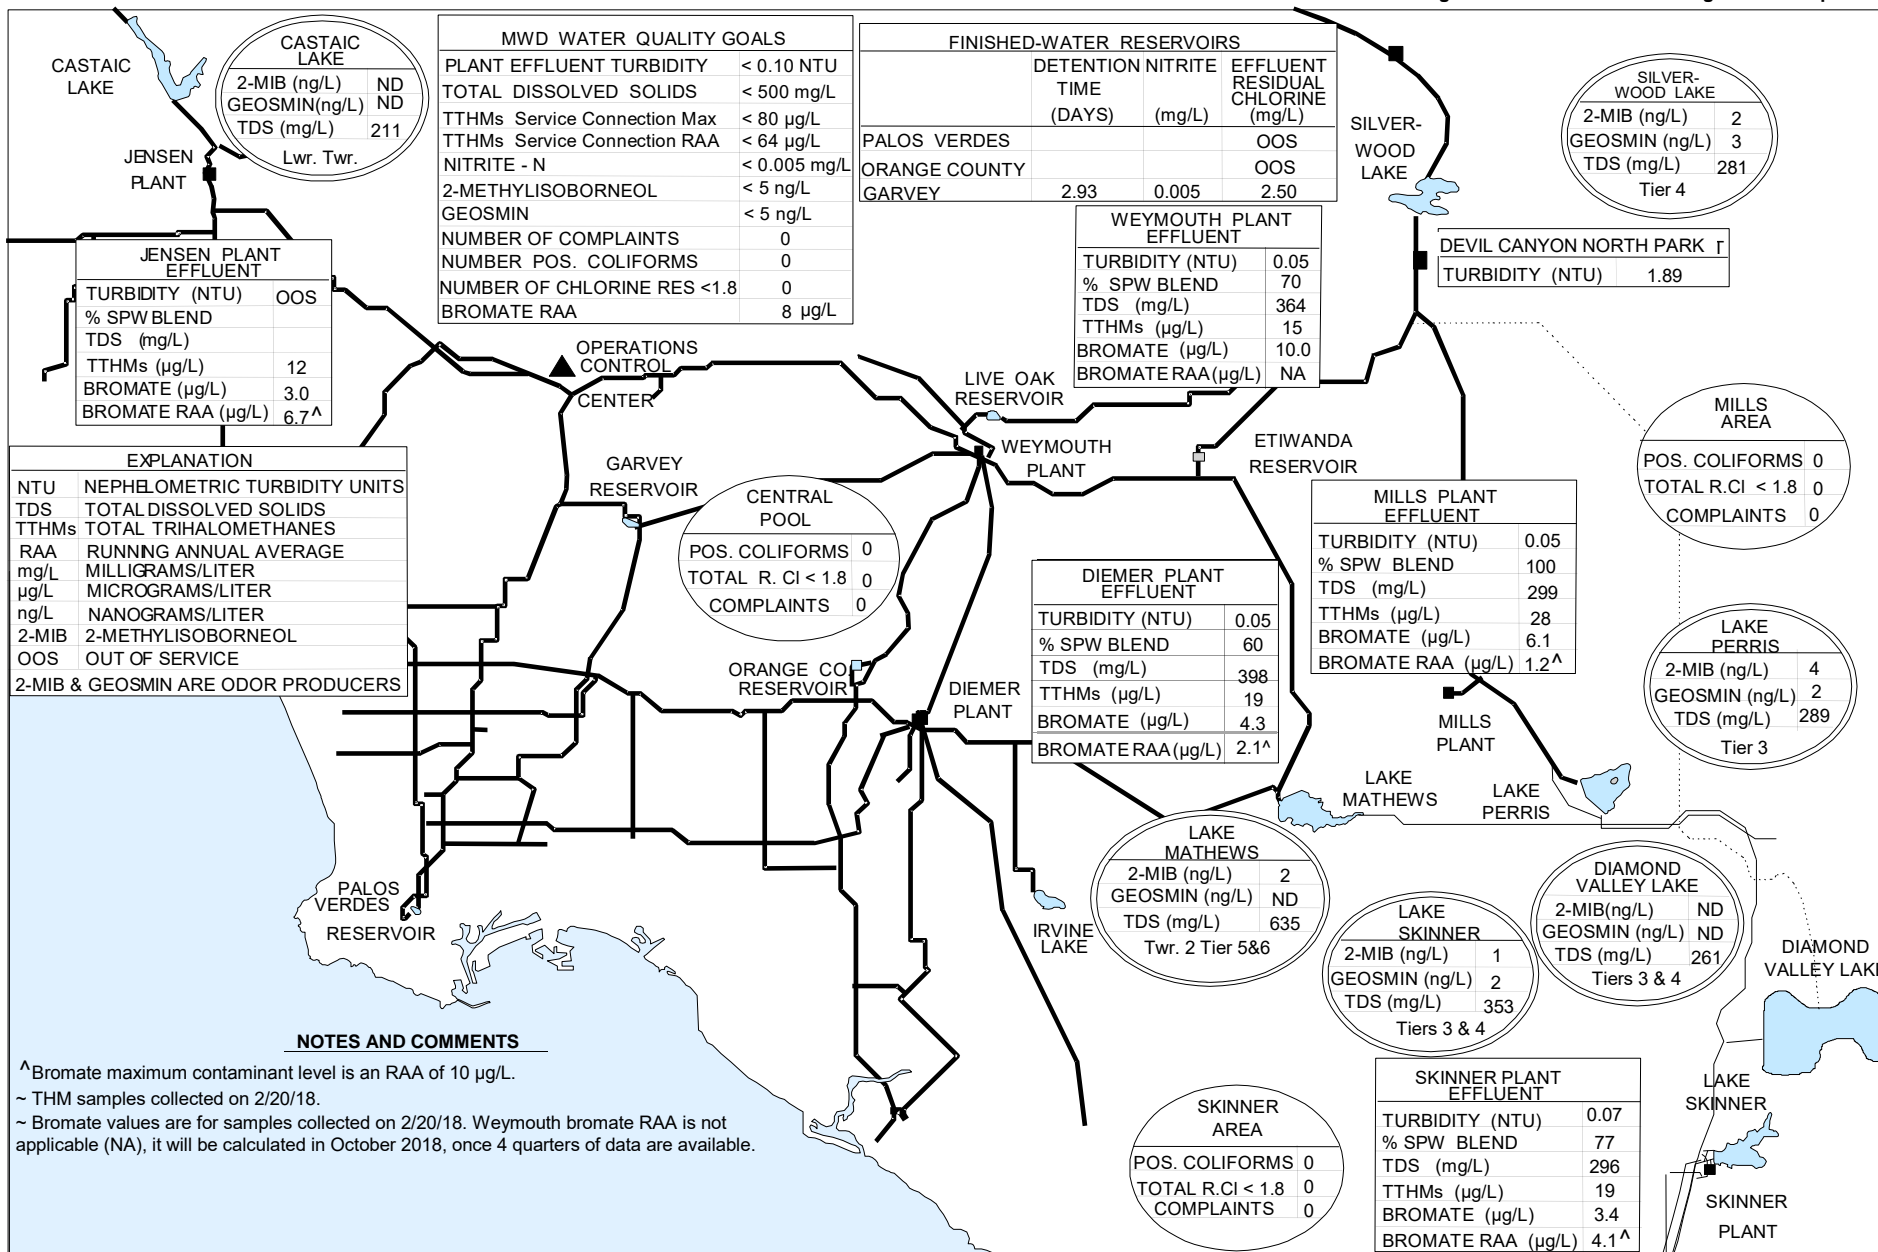 CASTAIC
LAKE
CASTAIC
LAKE
2-MIB (ng/L) ND
GEOSMIN(ng/L) ND
TDS (mg/L) 211
Lwr. Twr.
JENSEN
PLANT
MWD WATER QUALITY GOALS
PLANT EFFLUENT TURBIDITY < 0.10 NTU
TOTAL DISSOLVED SOLIDS < 500 mg/L
TTHMs Service Connection Max < 80 µg/L
TTHMs Service Connection RAA < 64 µg/L
NITRITE - N < 0.005 mg/L
2-METHYLISOBORNEOL < 5 ng/L
GEOSMIN < 5 ng/L
NUMBER OF COMPLAINTS 0
NUMBER POS. COLIFORMS 0
NUMBER OF CHLORINE RES <1.8 0
BROMATE RAA 8 µg/L
FINISHED-WATER RESERVOIRS
DETENTION NITRITE EFFLUENT
TIME RESIDUAL
CHLORINE
(DAYS) (mg/L) (mg/L)
PALOS VERDES OOS
ORANGE COUNTY OOS
GARVEY 2.93 0.005 2.50
SILVER-
WOOD
LAKE
SILVER-
WOOD LAKE
2-MIB (ng/L) 2
GEOSMIN (ng/L) 3
TDS (mg/L) 281
Tier 4
DEVIL CANYON NORTH PARK
TURBIDITY (NTU) 1.89
WEYMOUTH PLANT
EFFLUENT
TURBIDITY (NTU) 0.05
% SPW BLEND 70
TDS (mg/L) 364
TTHMs (µg/L) 15
BROMATE (µg/L) 10.0
BROMATE RAA (µg/L) NA
JENSEN PLANT
EFFLUENT
TURBIDITY (NTU) OOS
% SPW BLEND
TDS (mg/L)
TTHMs (µg/L) 12
BROMATE (µg/L) 3.0
BROMATE RAA (µg/L) 6.7^
OPERATIONS
CONTROL
CENTER
LIVE OAK
RESERVOIR
WEYMOUTH
PLANT
ETIWANDA
RESERVOIR
MILLS
AREA
POS. COLIFORMS 0
TOTAL R.Cl < 1.8 0
COMPLAINTS 0
EXPLANATION
NTU NEPHELOMETRIC TURBIDITY UNITS
TDS TOTAL DISSOLVED SOLIDS
TTHMs TOTAL TRIHALOMETHANES
RAA RUNNING ANNUAL AVERAGE
mg/L MILLIGRAMS/LITER
µg/L MICROGRAMS/LITER
ng/L NANOGRAMS/LITER
2-MIB 2-METHYLISOBORNEOL
OOS OUT OF SERVICE
2-MIB & GEOSMIN ARE ODOR PRODUCERS
GARVEY
RESERVOIR
CENTRAL
POOL
POS. COLIFORMS 0
TOTAL R. Cl < 1.8 0
COMPLAINTS 0
MILLS PLANT
EFFLUENT
TURBIDITY (NTU) 0.05
% SPW BLEND 100
TDS (mg/L) 299
TTHMs (µg/L) 28
BROMATE (µg/L) 6.1
BROMATE RAA (µg/L) 1.2^
DIEMER PLANT
EFFLUENT
TURBIDITY (NTU) 0.05
% SPW BLEND 60
TDS (mg/L) 398
TTHMs (µg/L) 19
BROMATE (µg/L) 4.3
BROMATE RAA (µg/L) 2.1^
ORANGE CO
RESERVOIR
DIEMER
PLANT
LAKE
PERRIS
2-MIB (ng/L) 4
GEOSMIN (ng/L) 2
TDS (mg/L) 289
Tier 3
MILLS
PLANT
LAKE
MATHEWS
LAKE
PERRIS
LAKE
MATHEWS
2-MIB (ng/L) 2
GEOSMIN (ng/L) ND
TDS (mg/L) 635
Twr. 2 Tier 5&6
PALOS
VERDES
RESERVOIR
IRVINE
LAKE
LAKE
SKINNER
2-MIB (ng/L) 1
GEOSMIN (ng/L) 2
TDS (mg/L) 353
Tiers 3 & 4
DIAMOND
VALLEY LAKE
2-MIB(ng/L) ND
GEOSMIN (ng/L) ND
TDS (mg/L) 261
Tiers 3 & 4
DIAMOND
VALLEY LAKE
NOTES AND COMMENTS
^Bromate maximum contaminant level is an RAA of 10 µg/L.
~ THM samples collected on 2/20/18.
~ Bromate values are for samples collected on 2/20/18. Weymouth bromate RAA is not
applicable (NA), it will be calculated in October 2018, once 4 quarters of data are available.
SKINNER
AREA
POS. COLIFORMS 0
TOTAL R.Cl < 1.8 0
COMPLAINTS 0
SKINNER PLANT
EFFLUENT
TURBIDITY (NTU) 0.07
% SPW BLEND 77
TDS (mg/L) 296
TTHMs (µg/L) 19
BROMATE (µg/L) 3.4
BROMATE RAA (µg/L) 4.1^
LAKE
SKINNER
SKINNER
PLANT